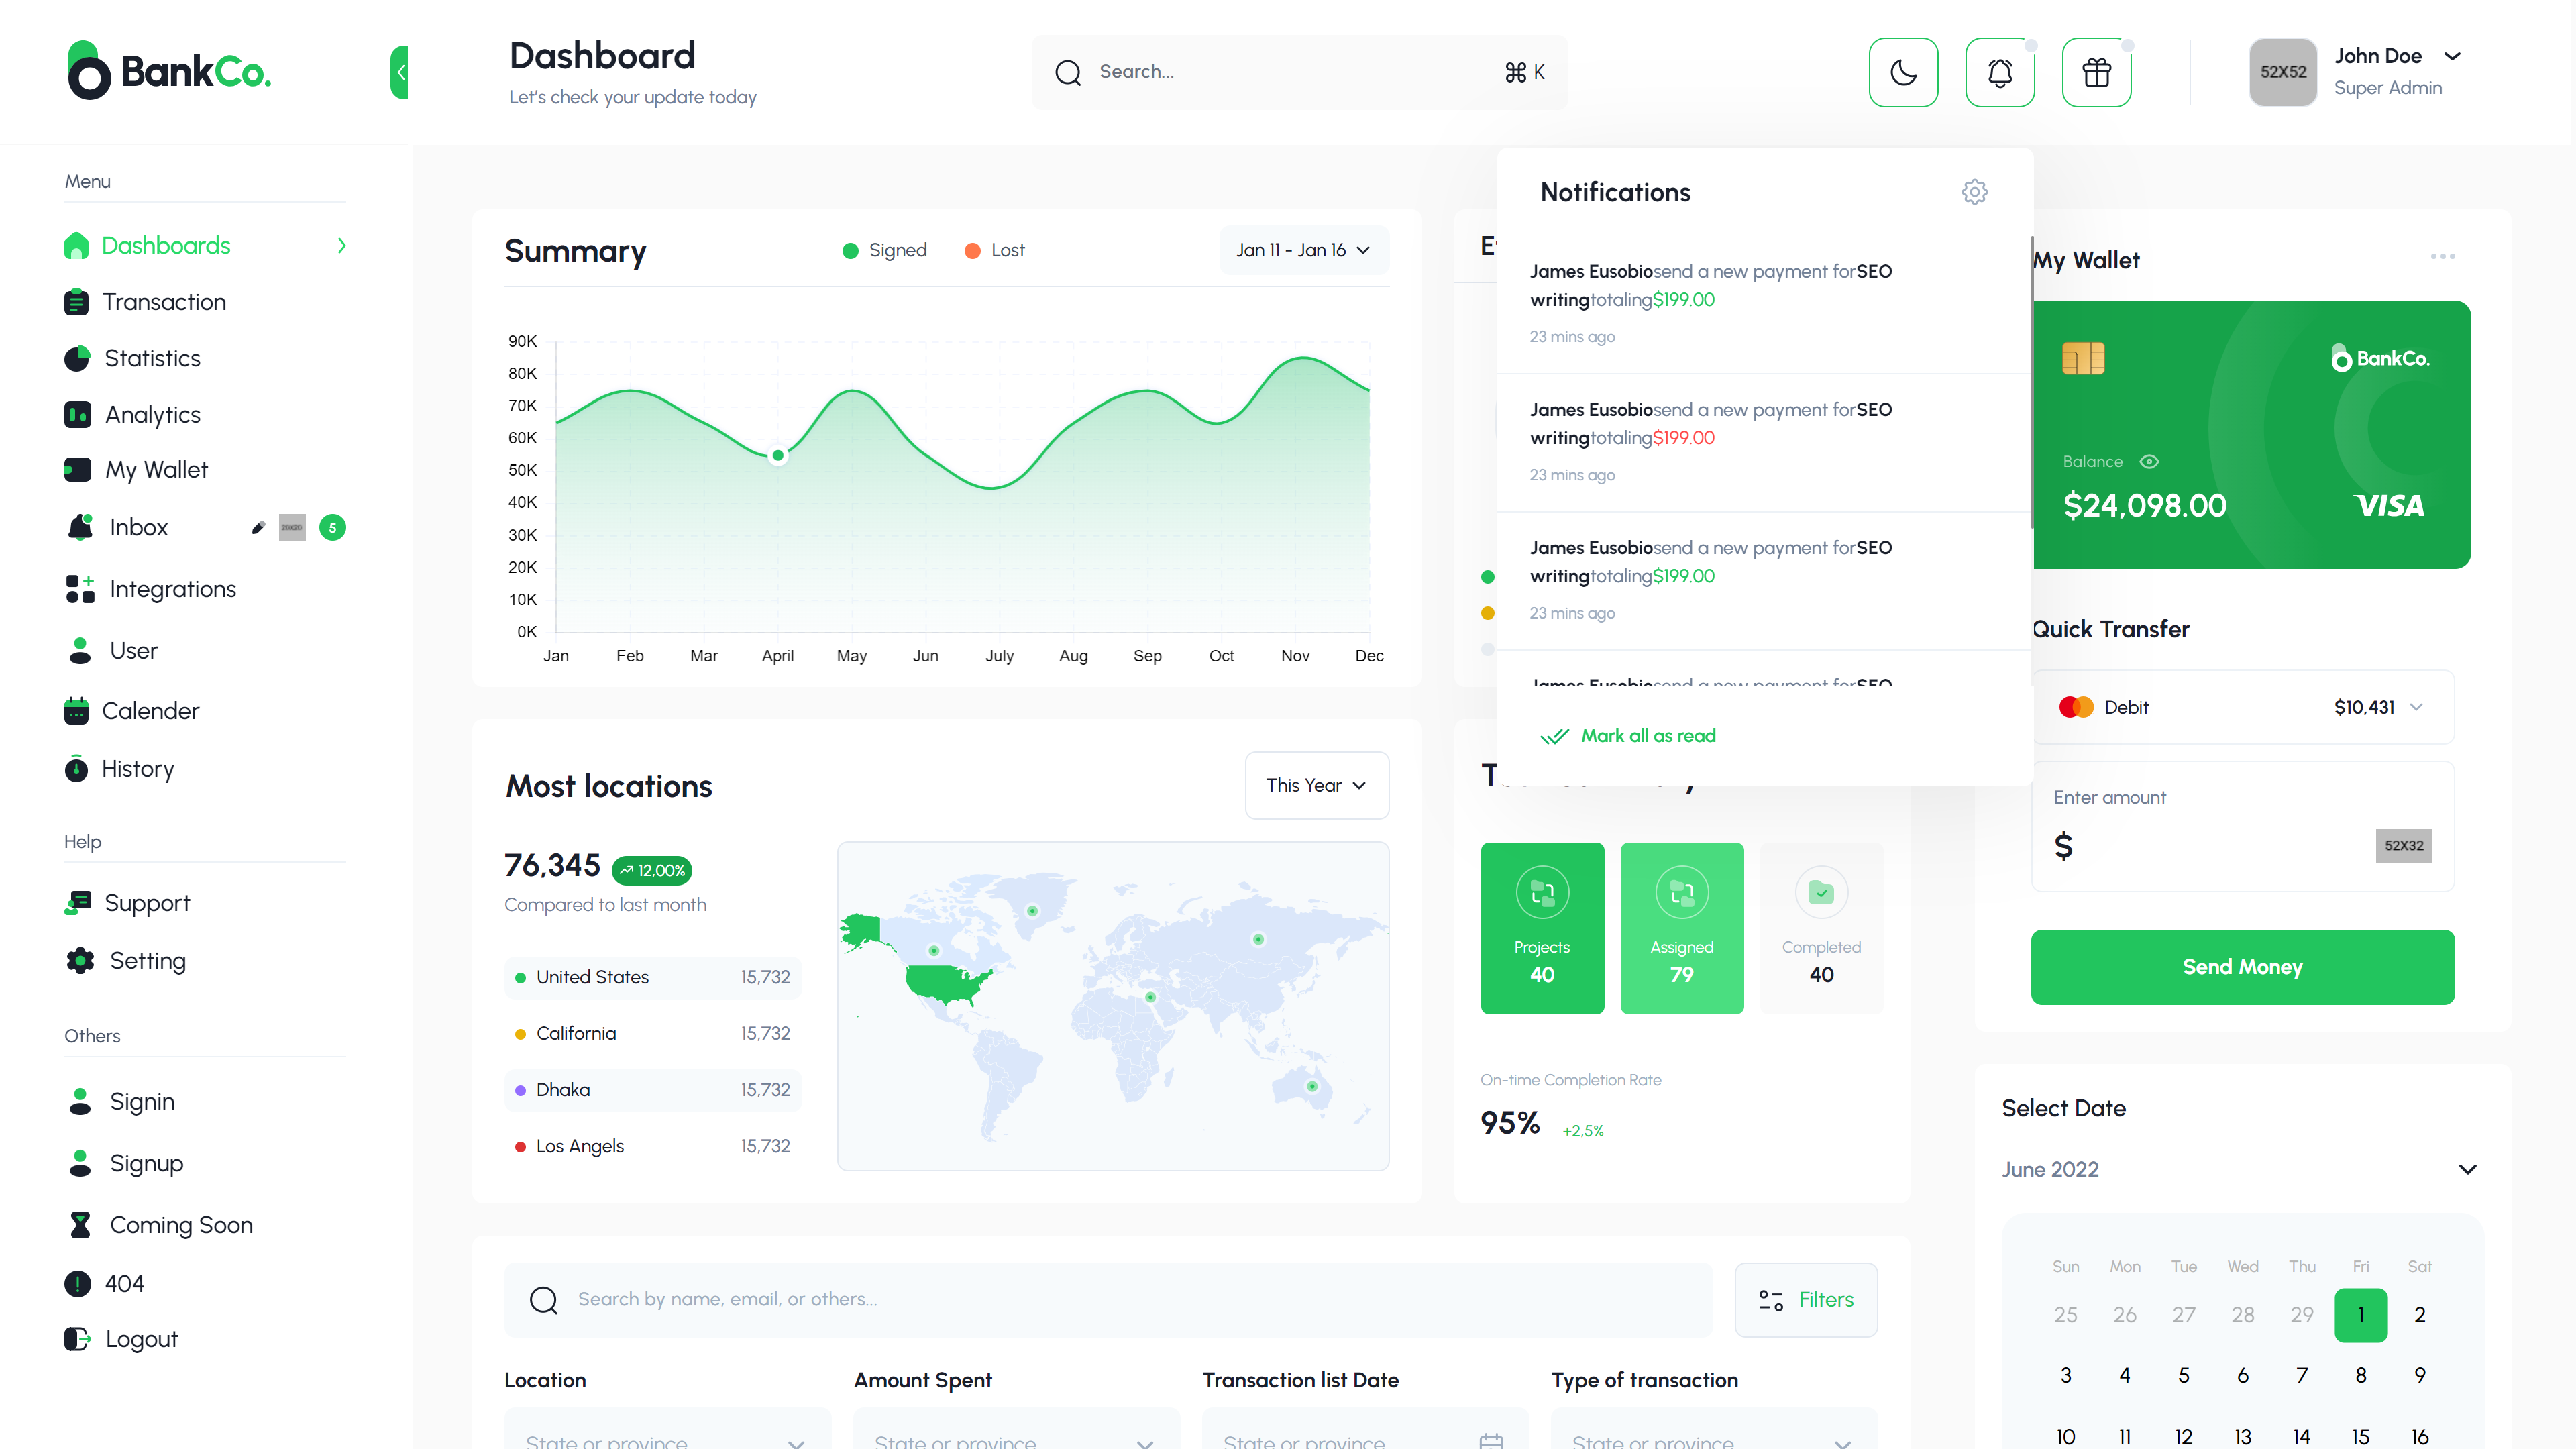 BankCo.
Dashboard
Let's check your update today
Search...
⌘ K
52X52
John Doe
Super Admin
Menu
Dashboards
Transaction
Statistics
Analytics
My Wallet
Inbox
20X20
5
Integrations
User
Calender
History
Help
Support
Setting
Others
Signin
Signup
Coming Soon
404
Logout
Summary
Signed
Lost
Jan 11 - Jan 16
90K
80K
70K
60K
50K
40K
30K
20K
10K
0K
Jan Feb Mar April May Jun July Aug Sep Oct Nov Dec
Notifications
James Eusobiosend a new payment forSEO
writingtotaling$199.00
23 mins ago
James Eusobiosend a new payment forSEO
writingtotaling$199.00
23 mins ago
James Eusobiosend a new payment forSEO
writingtotaling$199.00
23 mins ago
James Eusobiosend a new payment forSEO
Mark all as read
My Wallet
BankCo.
Balance
$24,098.00
VISA
Quick Transfer
Debit
$10,431
Enter amount
$
52X32
Send Money
Most locations
This Year
76,345
12,00%
Compared to last month
United States 15,732
California 15,732
Dhaka 15,732
Los Angels 15,732
Projects
40
Assigned
79
Completed
40
On-time Completion Rate
95%
+2,5%
Select Date
June 2022
Sun Mon Tue Wed Thu Fri Sat
25 26 27 28 29 1 2
3 4 5 6 7 8 9
10 11 12 13 14 15 16
Search by name, email, or others...
Filters
Location
Amount Spent
Transaction list Date
Type of transaction
State or province
State or province
State or province
State or province